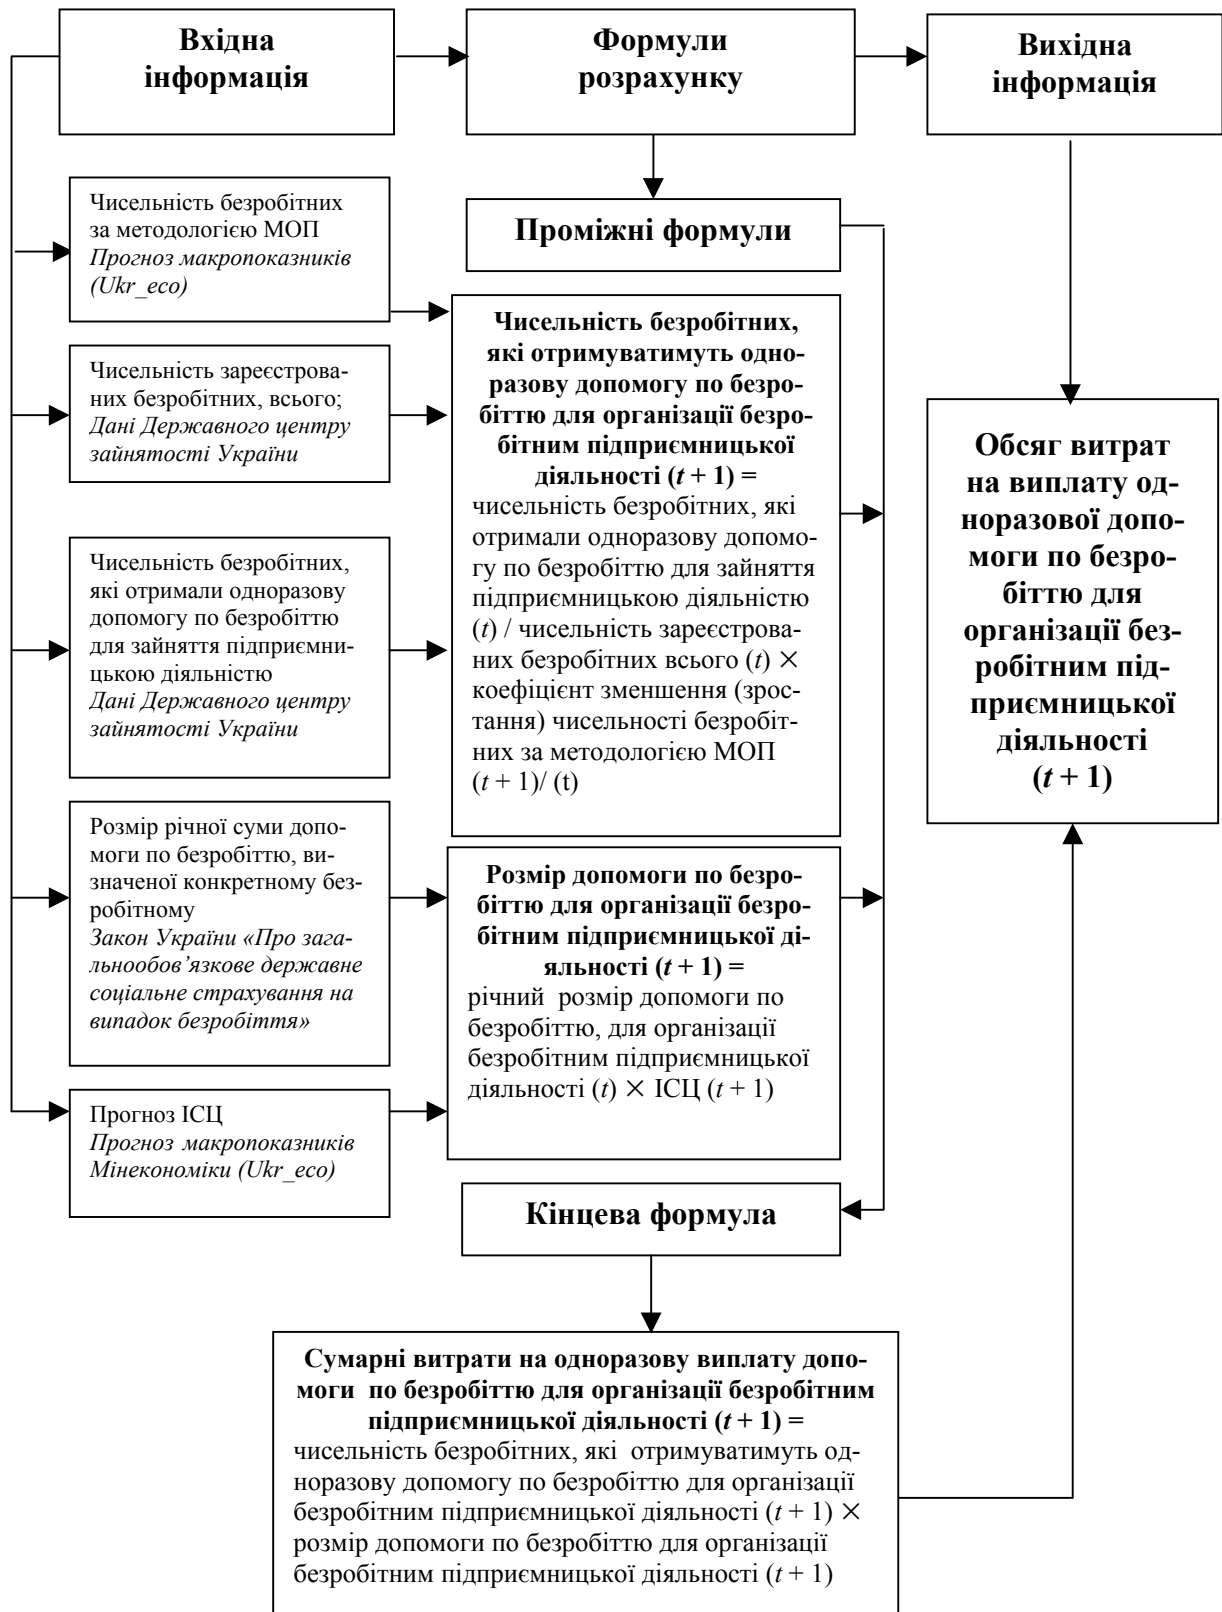 Вхідна
інформація
Формули
розрахунку
Вихідна
інформація
Чисельність безробітних
за методологією МОП
Прогноз макропоказників
(Ukr_eco)
Чисельність зареєстрова-
них безробітних, всього;
Дані Державного центру
зайнятості України
Чисельність безробітних,
які отримали одноразову
допомогу по безробіттю
для зайняття підприємни-
цькою діяльністю
Дані Державного центру
зайнятості України
Розмір річної суми допо-
моги по безробіттю, ви-
значеної конкретному без-
робітному
Закон України «Про зага-
льнообов’язкове державне
соціальне страхування на
випадок безробіття»
Прогноз ІСЦ
Прогноз макропоказників
Мінекономіки (Ukr_eco)
Проміжні формули
Чисельність безробітних,
які отримуватимуть одно-
разову допомогу по безро-
біттю для організації безро-
бітним підприємницької
діяльності (t + 1) =
чисельність безробітних, які
отримали одноразову допомо-
гу по безробіттю для зайняття
підприємницькою діяльністю
(t) / чисельність зареєстрова-
них безробітних всього (t) ×
коефіцієнт зменшення (зрос-
тання) чисельності безробіт-
них за методологією МОП
(t + 1)/ (t)
Розмір допомоги по безро-
біттю для організації безро-
бітним підприємницької ді-
яльності (t + 1) =
річний розмір допомоги по
безробіттю, для організації
безробітним підприємницької
діяльності (t) × ІСЦ (t + 1)
Кінцева формула
Сумарні витрати на одноразову виплату допо-
моги по безробіттю для організації безробітним
підприємницької діяльності (t + 1) =
чисельність безробітних, які отримуватимуть од-
норазову допомогу по безробіттю для організації
безробітним підприємницької діяльності (t + 1) ×
розмір допомоги по безробіттю для організації
безробітним підприємницької діяльності (t + 1)
Обсяг витрат
на виплату од-
норазової допо-
моги по безро-
біттю для
організації без-
робітним під-
приємницької
діяльності
(t + 1)